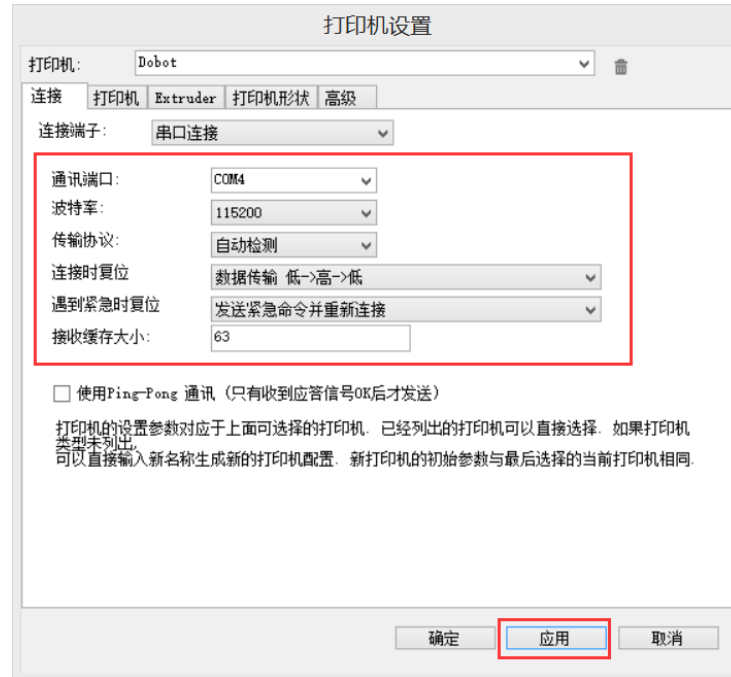 打印机设置
打印机: Dobot
连接 打印机 Extruder 打印机形状 高级
连接端子: 串口连接
通讯端口: COM4
波特率: 115200
传输协议: 自动检测
连接时复位 数据传输 低->高->低
遇到紧急时复位 发送紧急命令并重新连接
接收缓存大小: 63
使用Ping-Pong 通讯 (只有收到应答信号OK后才发送)
打印机的设置参数对应于上面可选择的打印机. 已经列出的打印机可以直接选择. 如果打印机
类型未列出,
可以直接输入新名称生成新的打印机配置. 新打印机的初始参数与最后选择的当前打印机相同.
确定 应用 取消